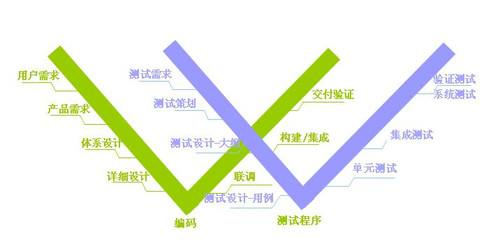 用户需求
产品需求
体系设计
详细设计
编码
联调
构建/集成
交付验证
测试需求
测试策划
测试设计-大纲
测试设计-用例
测试程序
单元测试
集成测试
系统测试
验证测试